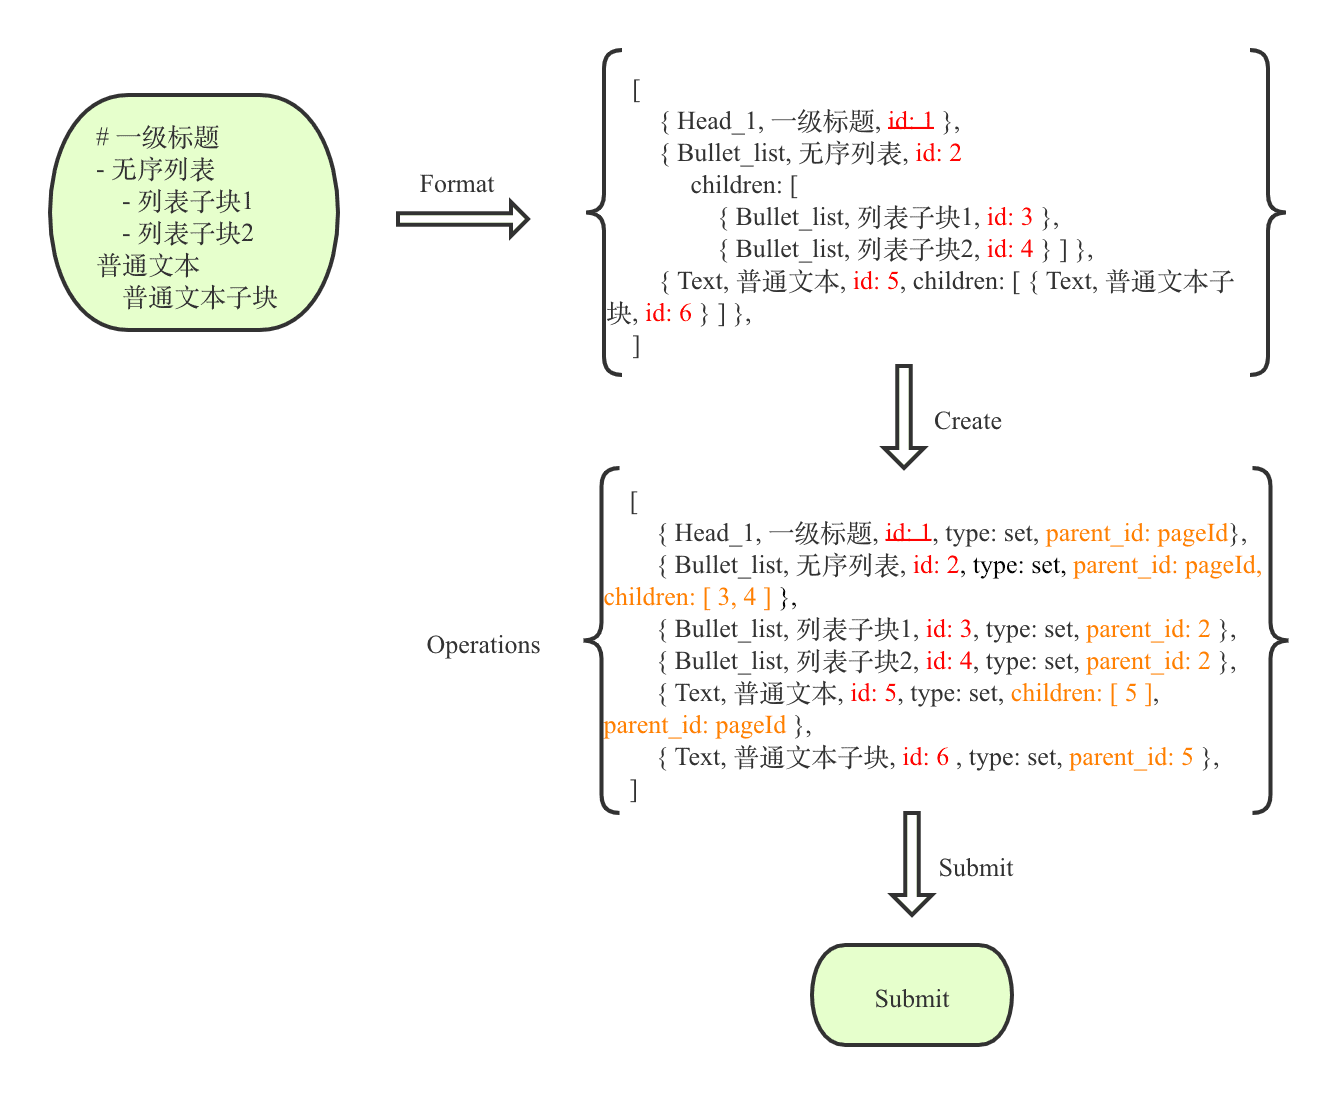 # 一级标题
- 无序列表
- 列表子块1
- 列表子块2
普通文本
普通文本子块
Format
[
{ Head_1, 一级标题, id: 1 },
{ Bullet_list, 无序列表, id: 2
children: [
{ Bullet_list, 列表子块1, id: 3 },
{ Bullet_list, 列表子块2, id: 4 } ] },
{ Text, 普通文本, id: 5, children: [ { Text, 普通文本子
块, id: 6 } ] },
]
Create
Operations
[
{ Head_1, 一级标题, id: 1, type: set, parent_id: pageId},
{ Bullet_list, 无序列表, id: 2, type: set, parent_id: pageId,
children: [ 3, 4 ] },
{ Bullet_list, 列表子块1, id: 3, type: set, parent_id: 2 },
{ Bullet_list, 列表子块2, id: 4, type: set, parent_id: 2 },
{ Text, 普通文本, id: 5, type: set, children: [ 5 ],
parent_id: pageId },
{ Text, 普通文本子块, id: 6 , type: set, parent_id: 5 },
]
Submit
Submit